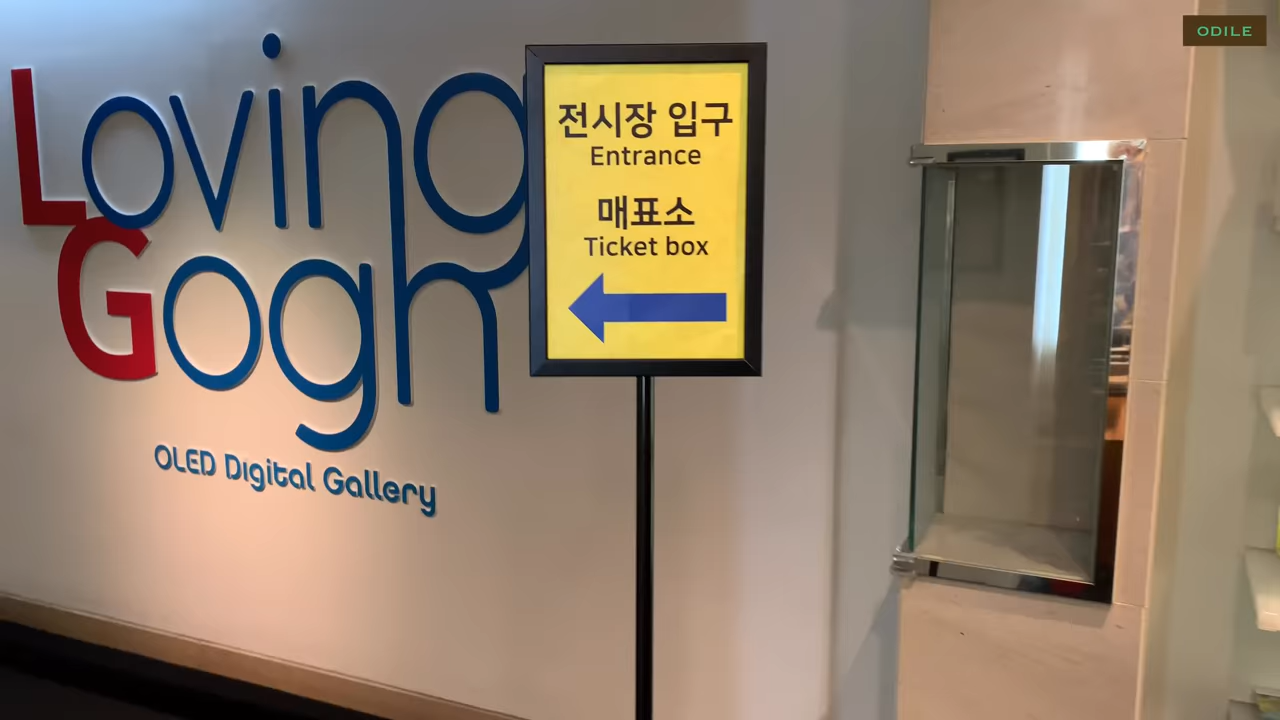 Loving
Gogh
OLED Digital Gallery
전시장 입구
Entrance
매표소
Ticket box
ODILE